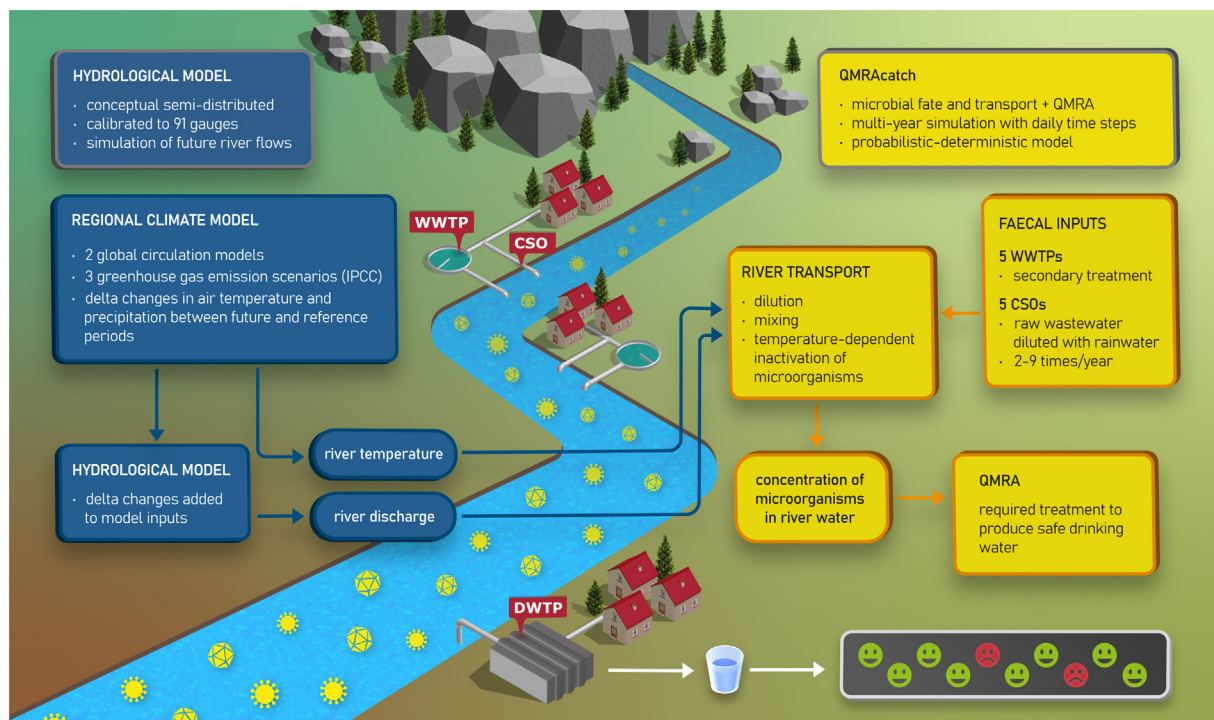 HYDROLOGICAL MODEL
· conceptual semi-distributed
· calibrated to 91 gauges
· simulation of future river flows
REGIONAL CLIMATE MODEL
· 2 global circulation models
· 3 greenhouse gas emission scenarios (IPCC)
· delta changes in air temperature and
precipitation between future and reference
periods
HYDROLOGICAL MODEL
· delta changes added
to model inputs
river temperature
river discharge
WWTP
CSO
DWTP
QMRAcatch
· microbial fate and transport + QMRA
· multi-year simulation with daily time steps
· probabilistic-deterministic model
FAECAL INPUTS
5 WWTPs
· secondary treatment
5 CSOs
· raw wastewater
diluted with rainwater
· 2-9 times/year
RIVER TRANSPORT
· dilution
· mixing
· temperature-dependent
inactivation of
microorganisms
concentration of
microorganisms
in river water
QMRA
required treatment to
produce safe drinking
water